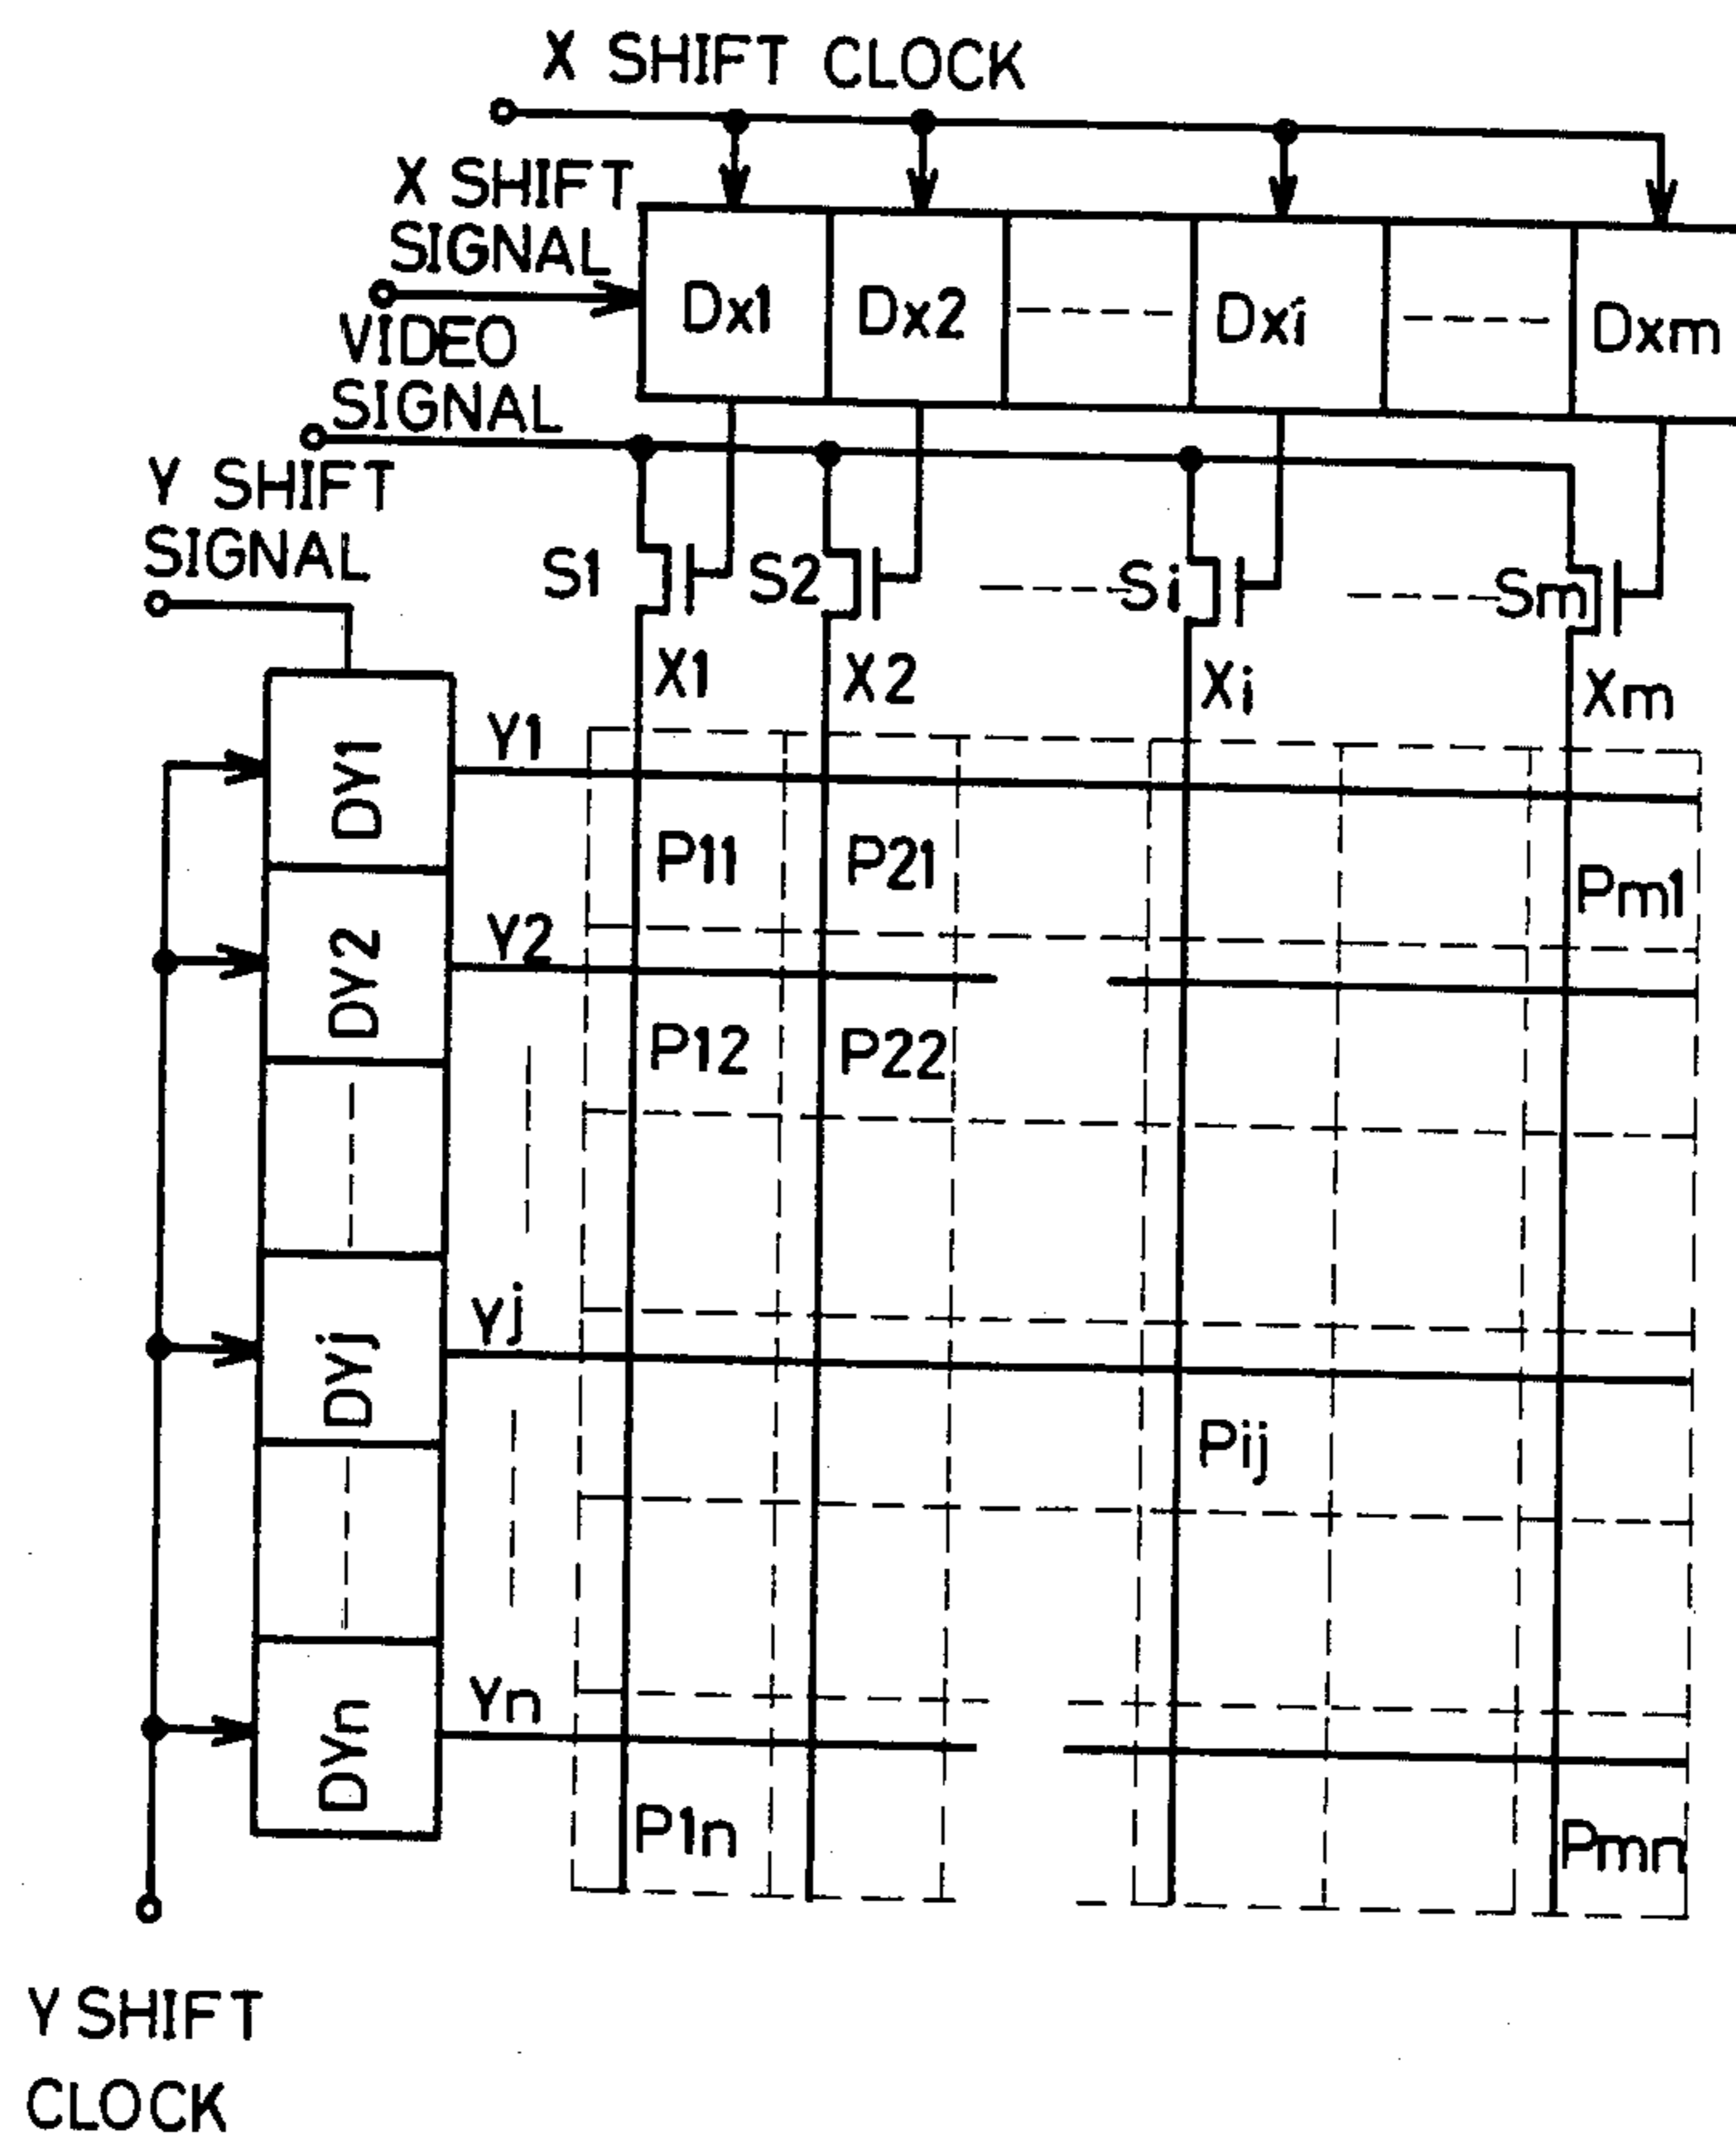 X SHIFT CLOCK
X SHIFT
SIGNAL
Dx1 Dx2 Dxi Dxm
VIDEO
SIGNAL
Y SHIFT
SIGNAL
S1 S2 Si Sm
X1 X2 Xi Xm
Y1
DY1
P11 P21 Pm1
Y2
DY2
P12 P22
Yj
DYj
Pij
Yn
DYn
P1n Pmn
Y SHIFT
CLOCK